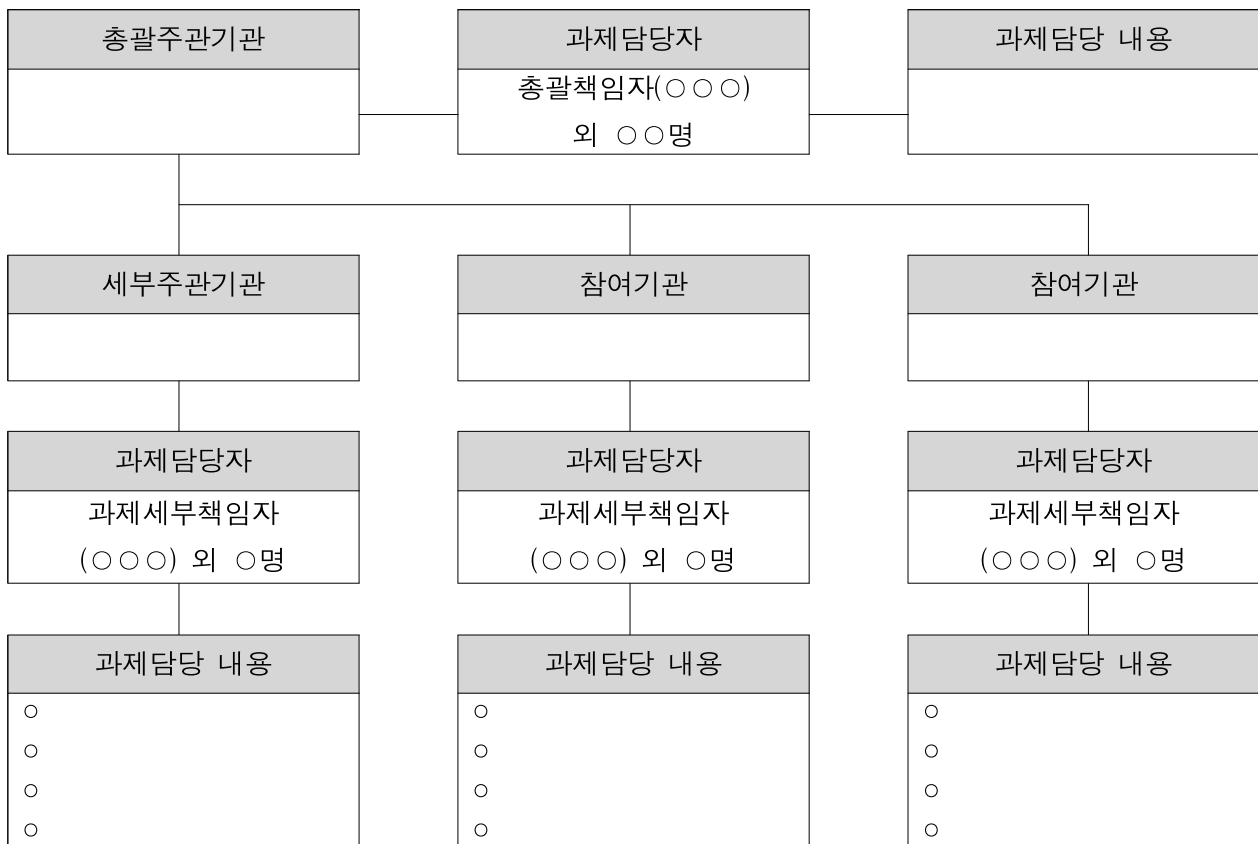 총괄주관기관
과제담당자
과제담당 내용
총괄책임자(○○○)
외 ○○명
세부주관기관
참여기관
참여기관
과제담당자
과제담당자
과제담당자
과제세부책임자
(○○○) 외 ○명
과제세부책임자
(○○○) 외 ○명
과제세부책임자
(○○○) 외 ○명
과제담당 내용
과제담당 내용
과제담당 내용
○
○
○
○
○
○
○
○
○
○
○
○